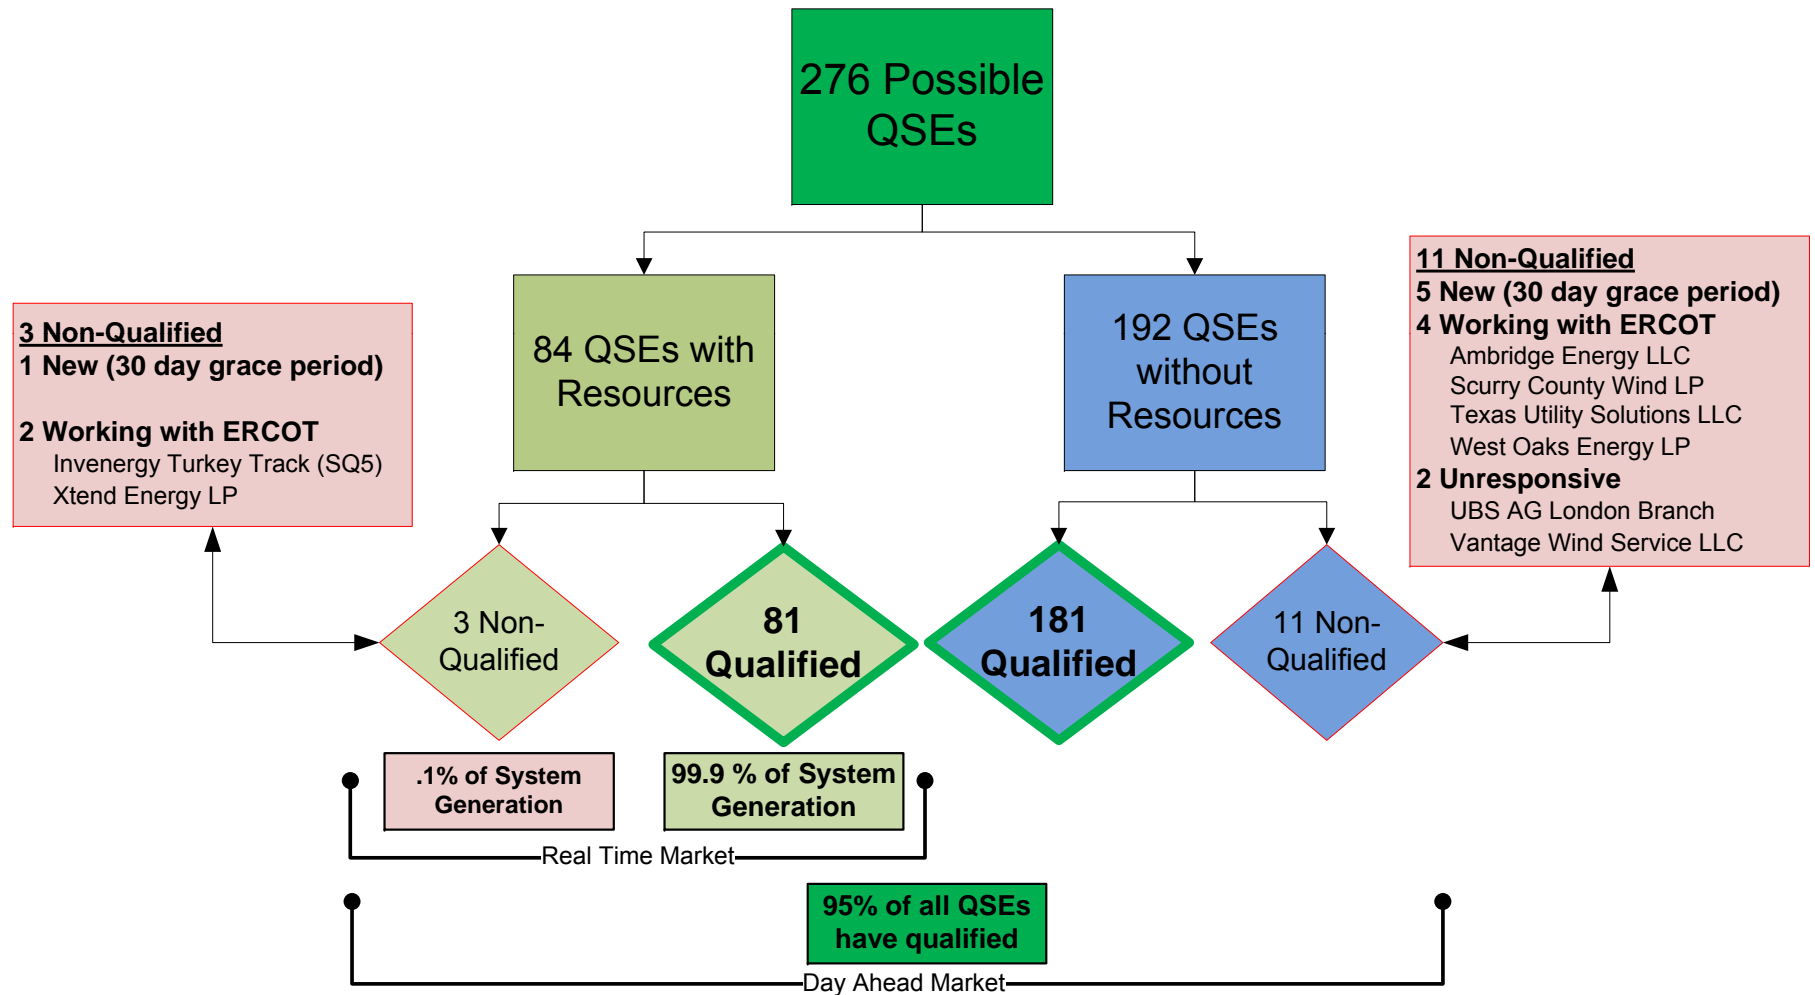 276 Possible
QSEs
3 Non-Qualified
1 New (30 day grace period)
2 Working with ERCOT
Invenergy Turkey Track (SQ5)
Xtend Energy LP
84 QSEs with
Resources
192 QSEs
without
Resources
11 Non-Qualified
5 New (30 day grace period)
4 Working with ERCOT
Ambridge Energy LLC
Scurry County Wind LP
Texas Utility Solutions LLC
West Oaks Energy LP
2 Unresponsive
UBS AG London Branch
Vantage Wind Service LLC
3 Non-
Qualified
81
Qualified
181
Qualified
11 Non-
Qualified
.1% of System
Generation
99.9 % of System
Generation
Real Time Market
95% of all QSEs
have qualified
Day Ahead Market